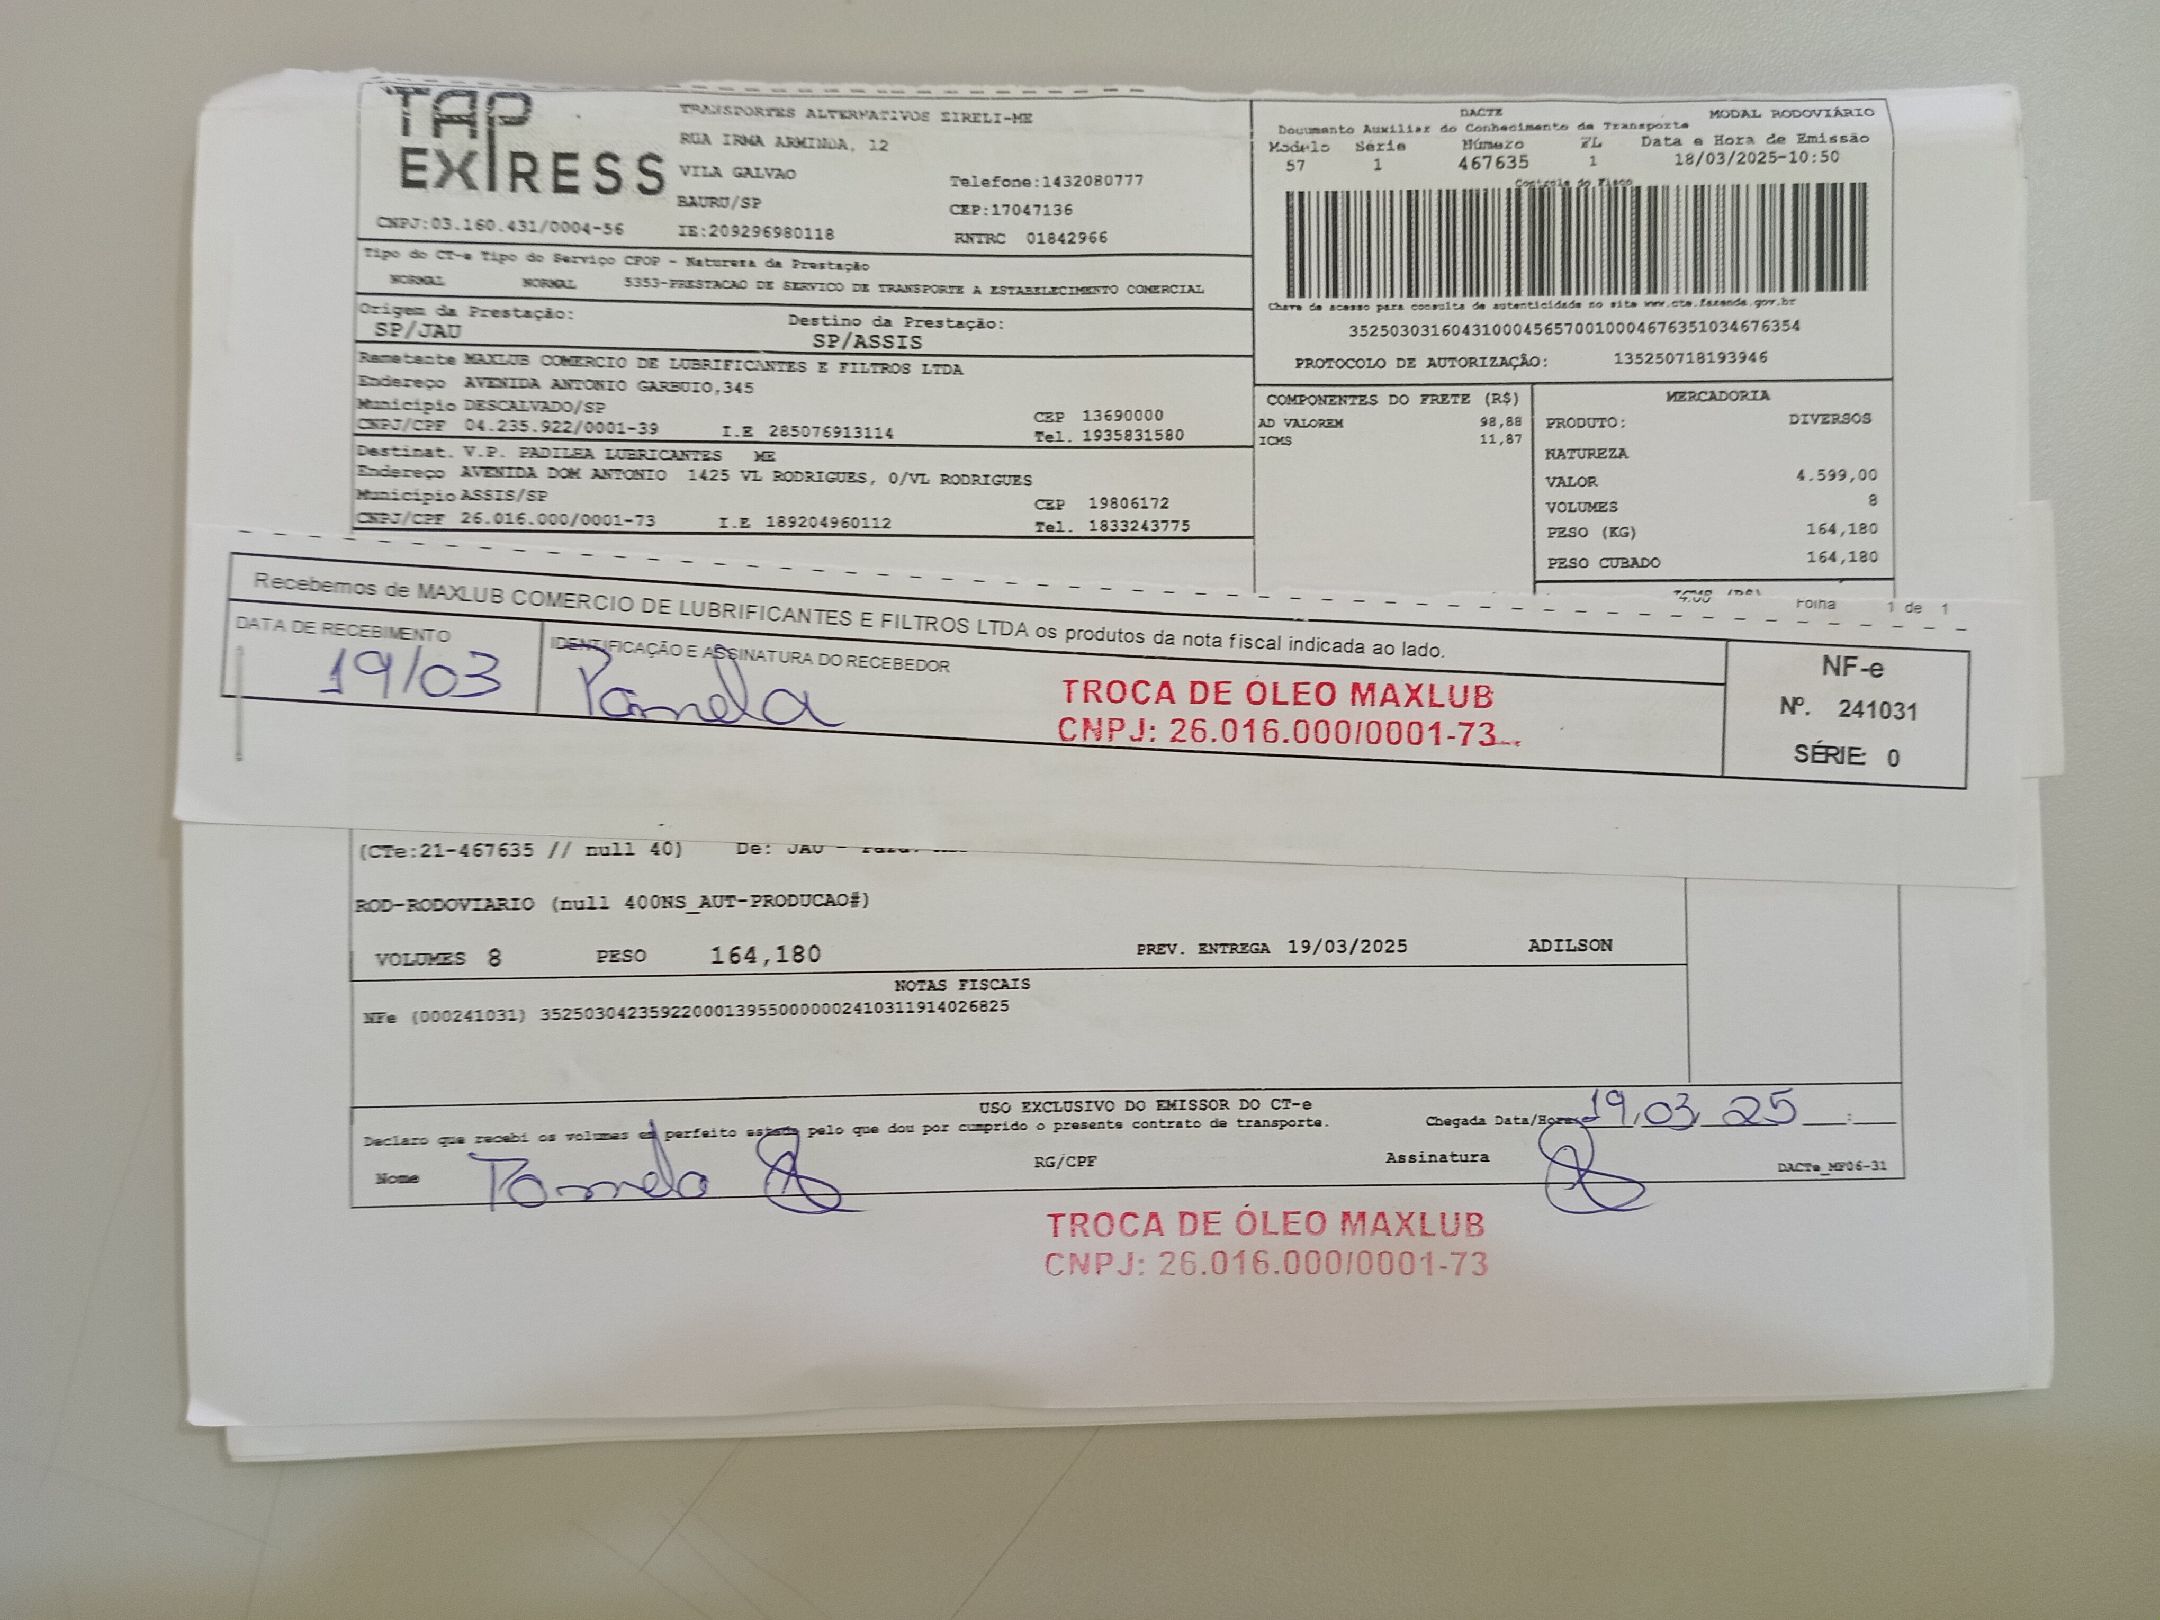 TAP
EXPRESS
TRANSPORTES ALTERNATIVOS EIRELI-ME
RUA IRMA ARMINDA, 12
VILA GALVAO
Telefone:1432080777
BAURU/SP
CEP:17047136
CNPJ:03.160.431/0004-56
IE:209296980118
RNTRC 01842966
DACTE
MODAL RODOVIÁRIO
Documento Auxiliar do Conhecimento de Transporte
Modelo Série Número FL Data e Hora de Emissão
57 1 467635 1 18/03/2025-10:50
Controle do Fisco
Chave de acesso para consulta de autenticidade no site www.cte.fazenda.gov.br
35250303160431000456570010004676351034676354
PROTOCOLO DE AUTORIZAÇÃO: 135250718193946
Tipo do CT-e Tipo do Serviço CFOP - Natureza da Prestação
NORMAL NORMAL 5353-PRESTACAO DE SERVICO DE TRANSPORTE A ESTABELECIMENTO COMERCIAL
Origem da Prestação: Destino da Prestação:
SP/JAU SP/ASSIS
Remetente MAXLUB COMERCIO DE LUBRIFICANTES E FILTROS LTDA
Endereço AVENIDA ANTONIO GARBUIO,345
Município DESCALVADO/SP CEP 13690000
CNPJ/CPF 04.235.922/0001-39 I.E 285076913114 Tel. 1935831580
Destinat. V.P. PADILHA LUBRICANTES ME
Endereço AVENIDA DOM ANTONIO 1425 VL RODRIGUES, 0/VL RODRIGUES
Município ASSIS/SP CEP 19806172
CNPJ/CPF 26.016.000/0001-73 I.E 189204960112 Tel. 1833243775
COMPONENTES DO FRETE (R$)
AD VALOREM 98,88
ICMS 11,87
MERCADORIA
PRODUTO: DIVERSOS
NATUREZA
VALOR 4.599,00
VOLUMES 8
PESO (KG) 164,180
PESO CUBADO 164,180
Folha 1 de 1
Recebemos de MAXLUB COMERCIO DE LUBRIFICANTES E FILTROS LTDA os produtos da nota fiscal indicada ao lado.
DATA DE RECEBIMENTO
19/03
IDENTIFICAÇÃO E ASSINATURA DO RECEBEDOR
Pamela
TROCA DE ÓLEO MAXLUB
CNPJ: 26.016.000/0001-73
NF-e
Nº. 241031
SÉRIE: 0
(CTe:21-467635 // null 40) De: JAU -
ROD-RODOVIARIO (null 400NS_AUT-PRODUCAO#)
VOLUMES 8 PESO 164,180 PREV. ENTREGA 19/03/2025 ADILSON
NOTAS FISCAIS
NFe (000241031) 35250304235922000139550000002410311914026825
USO EXCLUSIVO DO EMISSOR DO CT-e
Declaro que recebi os volumes em perfeito estado pelo que dou por cumprido o presente contrato de transporte.
Chegada Data/Hora 19/03/25 :
Nome Pamela RG/CPF Assinatura
DACTe_MF06-31
TROCA DE ÓLEO MAXLUB
CNPJ: 26.016.000/0001-73